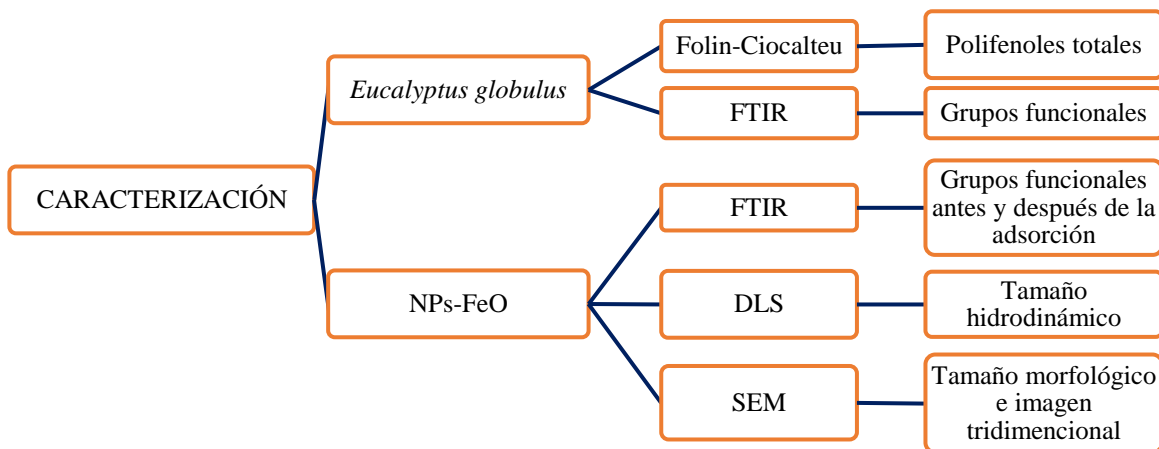 CARACTERIZACIÓN
Eucalyptus globulus
Folin-Ciocalteu
Polifenoles totales
FTIR
Grupos funcionales
NPs-FeO
FTIR
Grupos funcionales
antes y después de la
adsorción
DLS
Tamaño
hidrodinámico
SEM
Tamaño morfológico
e imagen
tridimencional